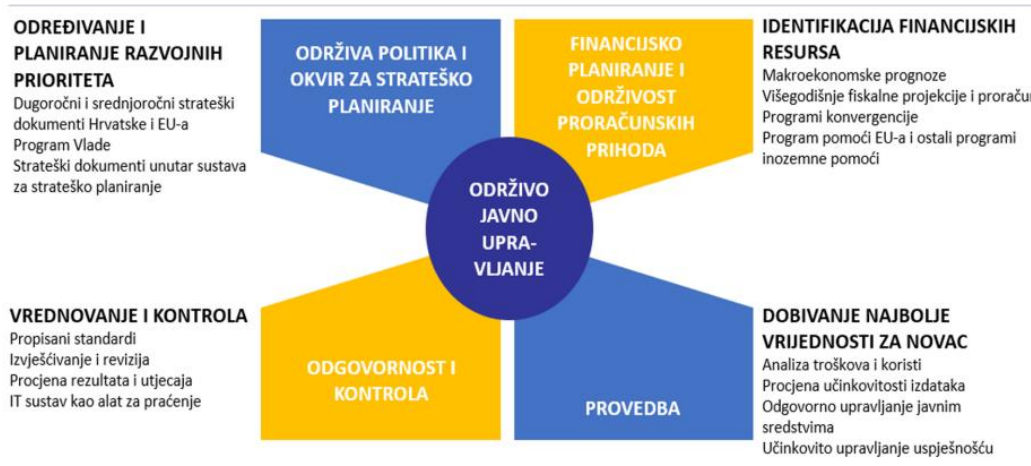 ODREĐIVANJE I
PLANIRANJE RAZVOJNIH
PRIORITETA
Dugoročni i srednjoročni strateški
dokumenti Hrvatske i EU-a
Program Vlade
Strateški dokumenti unutar sustava
za strateško planiranje
ODRŽIVA POLITIKA I
OKVIR ZA STRATEŠKO
PLANIRANJE
FINANCIJSKO
PLANIRANJE I
ODRŽIVOST
PRORAČUNSKIH
PRIHODA
IDENTIFIKACIJA FINANCIJSKIH
RESURSA
Makroekonomske prognoze
Višegodišnje fiskalne projekcije i proraču
Programi konvergencije
Program pomoći EU-a i ostali programi
inozemne pomoći
ODRŽIVO
JAVNO
UPRA-
VLJANJE
VREDNOVANJE I KONTROLA
Propisani standardi
Izvješćivanje i revizija
Procjena rezultata i utjecaja
IT sustav kao alat za praćenje
ODGOVORNOST I
KONTROLA
PROVEDBA
DOBIVANJE NAJBOLJE
VRIJEDNOSTI ZA NOVAC
Analiza troškova i koristi
Procjena učinkovitosti izdataka
Odgovorno upravljanje javnim
sredstvima
Učinkovito upravljanje uspješnošću